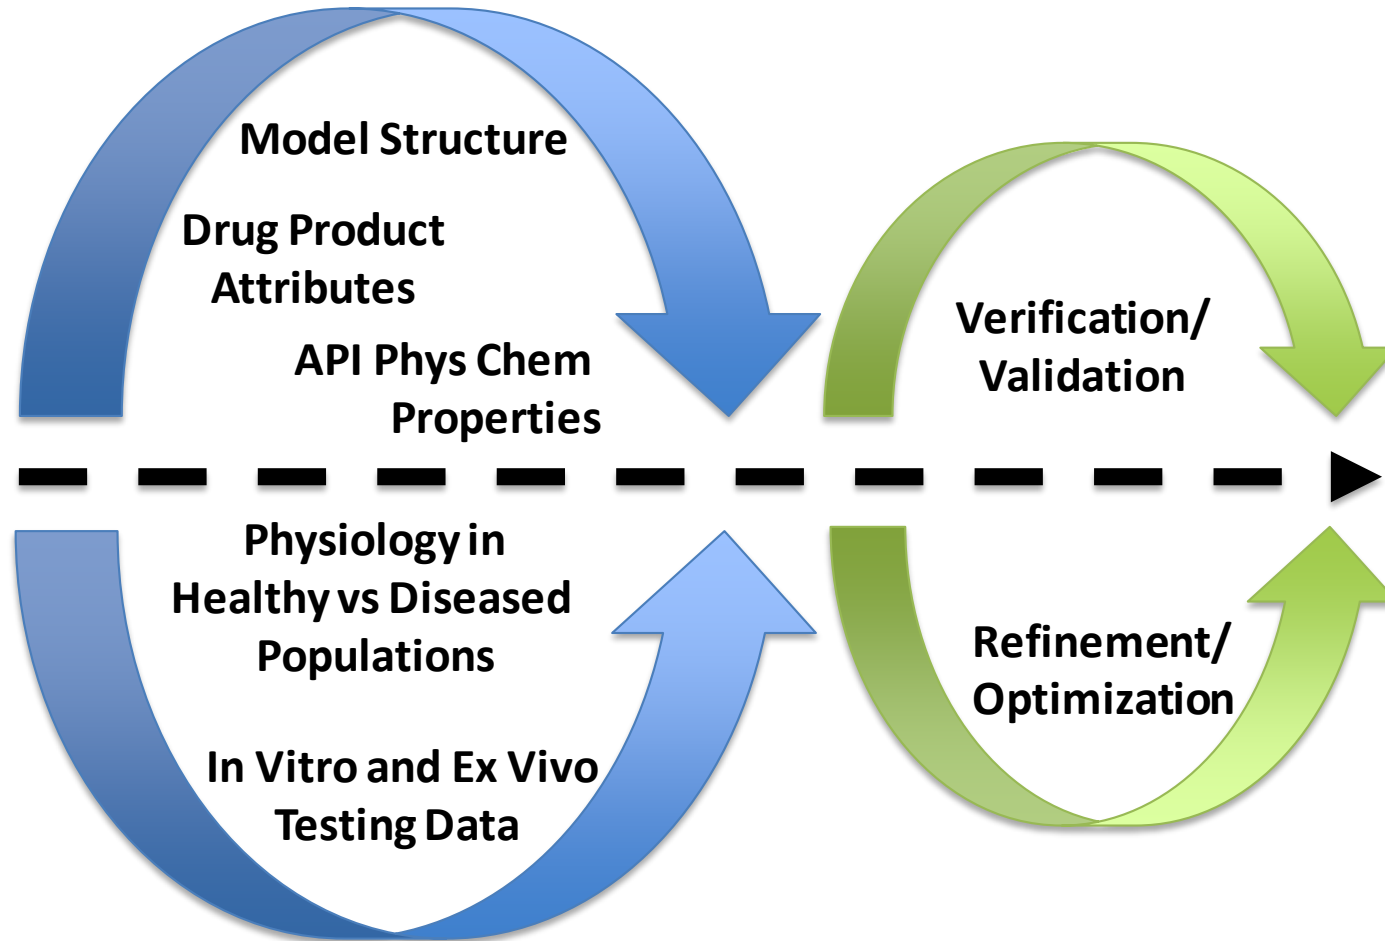 Model Structure
Drug Product
Attributes
API Phys Chem
Properties
Physiology in
Healthy vs Diseased
Populations
In Vitro and Ex Vivo
Testing Data
Verification/
Validation
Refinement/
Optimization